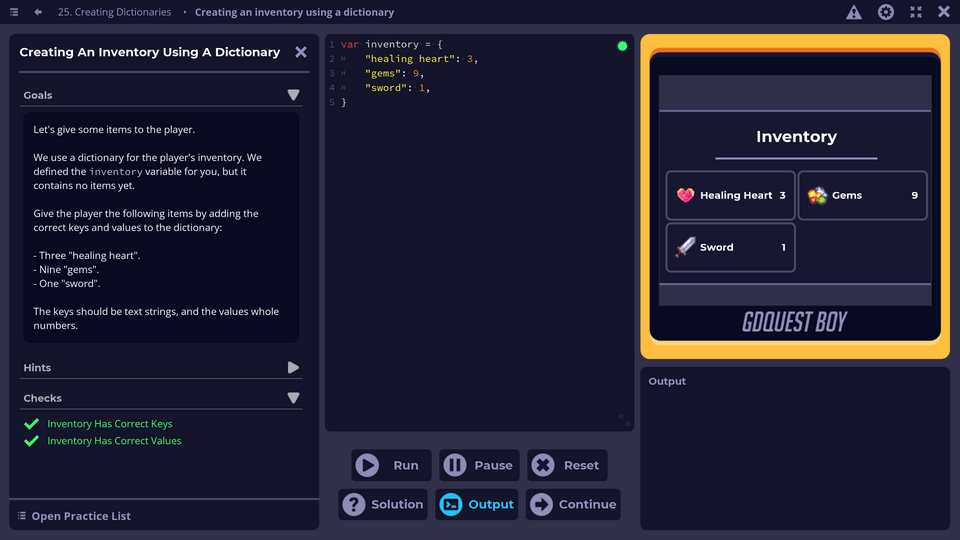 25. Creating Dictionaries • Creating an inventory using a dictionary
Creating An Inventory Using A Dictionary
Goals
Let's give some items to the player.
We use a dictionary for the player's inventory. We
defined the inventory variable for you, but it
contains no items yet.
Give the player the following items by adding the
correct keys and values to the dictionary:
- Three "healing heart".
- Nine "gems".
- One "sword".
The keys should be text strings, and the values whole
numbers.
Hints
Checks
Inventory Has Correct Keys
Inventory Has Correct Values
Open Practice List
1 var inventory = {
2 "healing heart": 3,
3 "gems": 9,
4 "sword": 1,
5 }
Run
Pause
Reset
Solution
Output
Continue
Inventory
Healing Heart 3
Gems 9
Sword 1
GDQUEST BOY
Output